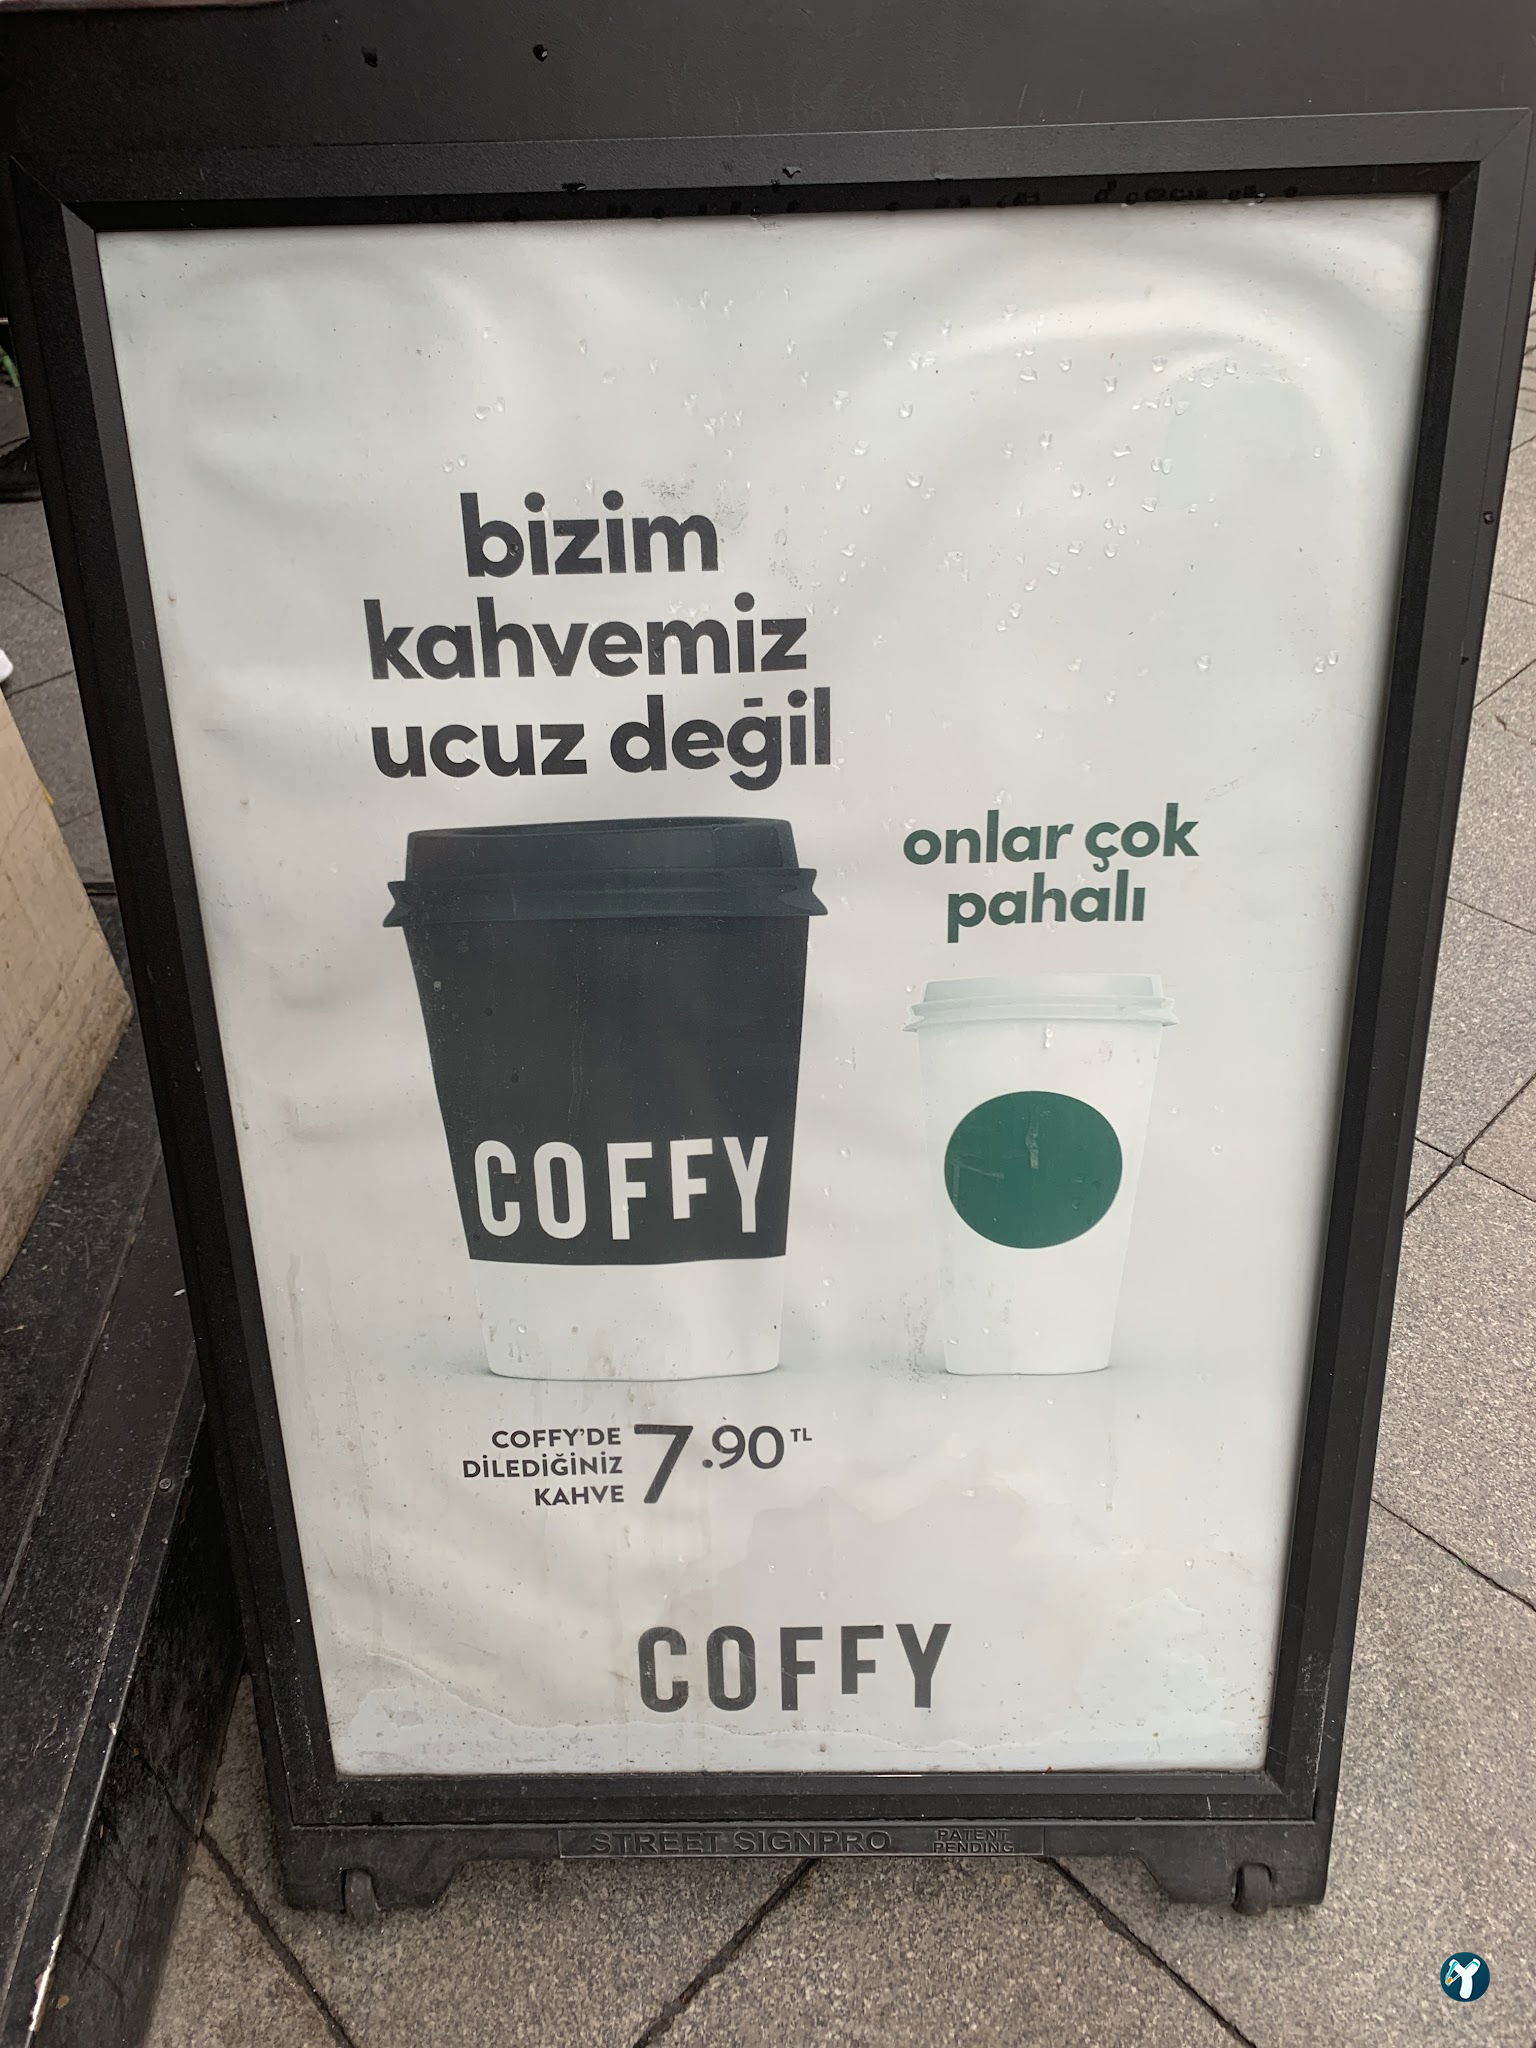 bizim
kahvemiz
ucuz değil
onlar çok
pahalı
COFFY
COFFY'DE
DİLEDİĞİNİZ
KAHVE
7.90 TL
COFFY
STREET SIGNPRO
PATENT
PENDING